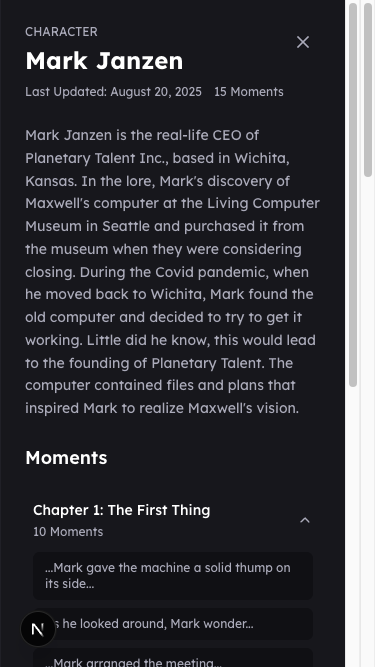 CHARACTER
Mark Janzen
Last Updated: August 20, 2025 15 Moments
Mark Janzen is the real-life CEO of
Planetary Talent Inc., based in Wichita,
Kansas. In the lore, Mark's discovery of
Maxwell's computer at the Living Computer
Museum in Seattle and purchased it from
the museum when they were considering
closing. During the Covid pandemic, when
he moved back to Wichita, Mark found the
old computer and decided to try to get it
working. Little did he know, this would lead
to the founding of Planetary Talent. The
computer contained files and plans that
inspired Mark to realize Maxwell's vision.
Moments
Chapter 1: The First Thing
10 Moments
...Mark gave the machine a solid thump on
its side...
he looked around, Mark wonder...
N
...Mark arranged the meeting...